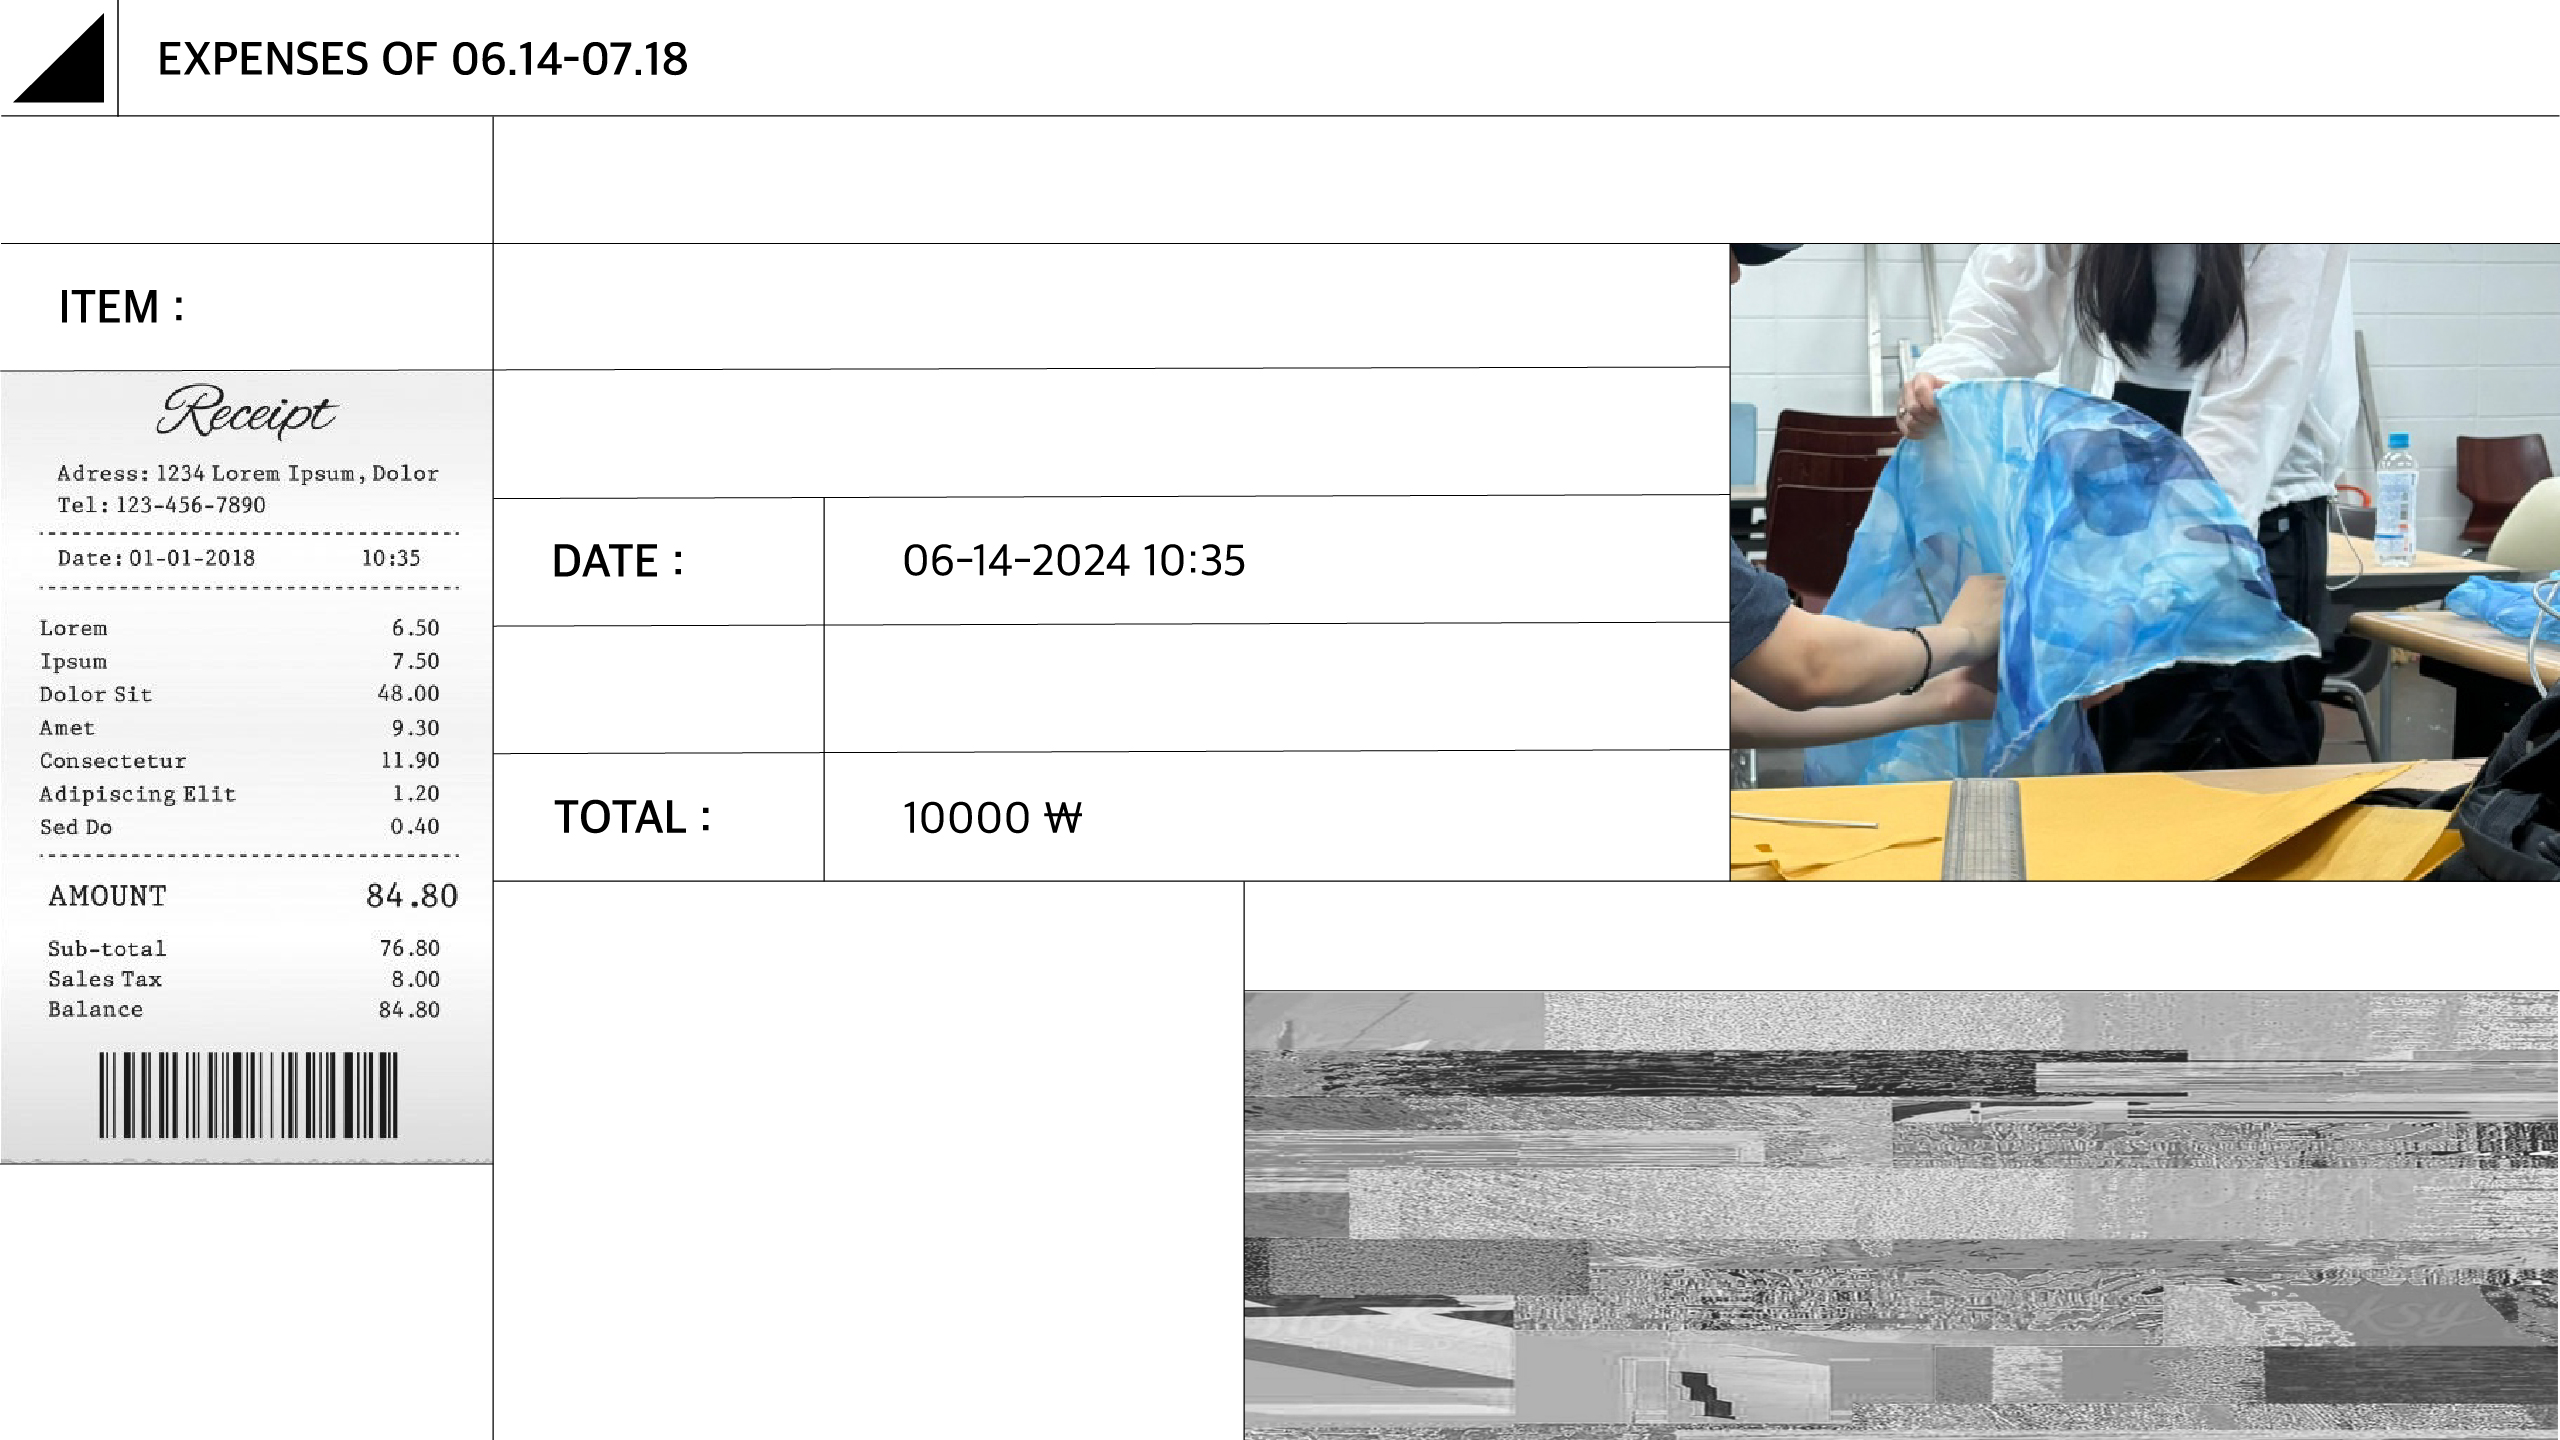 EXPENSES OF 06.14-07.18
ITEM :
Receipt
Adress: 1234 Lorem Ipsum, Dolor
Tel: 123-456-7890
Date: 01-01-2018 10:35
Lorem 6.50
Ipsum 7.50
Dolor Sit 48.00
Amet 9.30
Consectetur 11.90
Adipiscing Elit 1.20
Sed Do 0.40
AMOUNT 84.80
Sub-total 76.80
Sales Tax 8.00
Balance 84.80
DATE : 06-14-2024 10:35
TOTAL : 10000 ₩